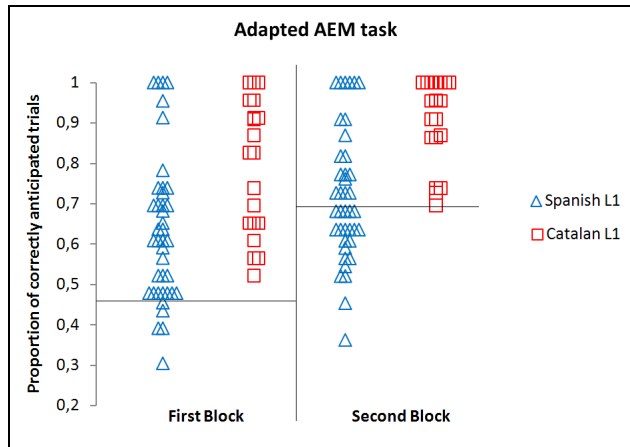 Adapted AEM task
Proportion of correctly anticipated trials
1
0,9
0,8
0,7
0,6
0,5
0,4
0,3
0,2
First Block
Second Block
Spanish L1
Catalan L1